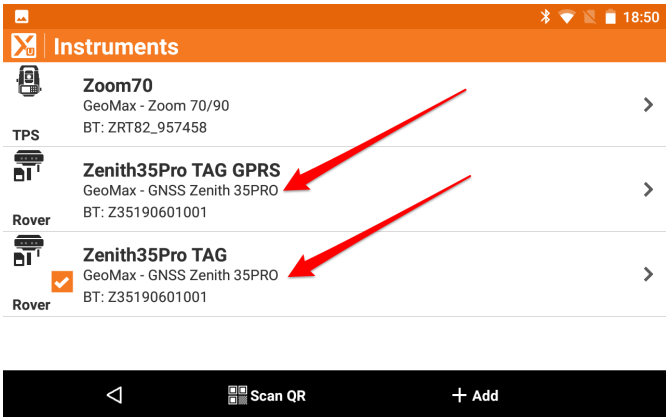 18:50
X U Instruments
Zoom70
GeoMax - Zoom 70/90
BT: ZRT82_957458
TPS
Zenith35Pro TAG GPRS
GeoMax - GNSS Zenith 35PRO
BT: Z35190601001
Rover
Zenith35Pro TAG
GeoMax - GNSS Zenith 35PRO
BT: Z35190601001
Rover
Scan QR
+ Add